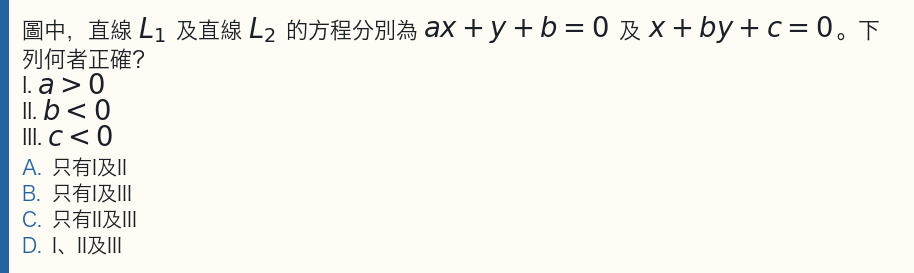 圖中，直線 L₁ 及直線 L₂ 的方程分別為 ax + y + b = 0 及 x + by + c = 0。下
列何者正確?
I. a > 0
II. b < 0
III. c < 0
A. 只有I及II
B. 只有I及III
C. 只有II及III
D. I、II及III